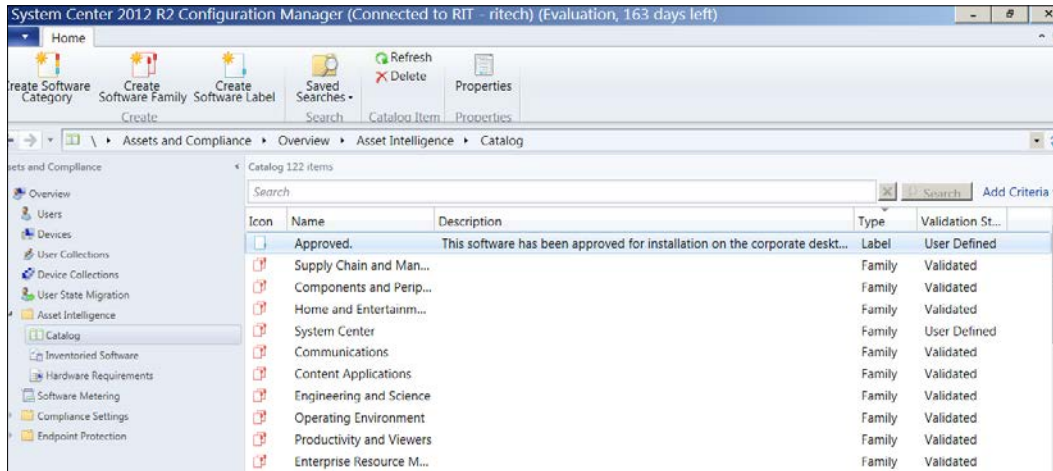 System Center 2012 R2 Configuration Manager (Connected to RIT - ritech) (Evaluation, 163 days left)
Home
reate Software Category
Create Software Family
Create Software Label
Saved Searches
Refresh
Delete
Properties
Create
Search
Catalog Item
Properties
\ Assets and Compliance Overview Asset Intelligence Catalog
sets and Compliance
Overview
Users
Devices
User Collections
Device Collections
User State Migration
Asset Intelligence
Catalog
Inventoried Software
Hardware Requirements
Software Metering
Compliance Settings
Endpoint Protection
Catalog 122 items
Search
Search
Add Criteria
Icon Name Description Type Validation St...
Approved. This software has been approved for installation on the corporate deskt... Label User Defined
Supply Chain and Man... Family Validated
Components and Perip... Family Validated
Home and Entertainm... Family Validated
System Center Family User Defined
Communications Family Validated
Content Applications Family Validated
Engineering and Science Family Validated
Operating Environment Family Validated
Productivity and Viewers Family Validated
Enterprise Resource M... Family Validated